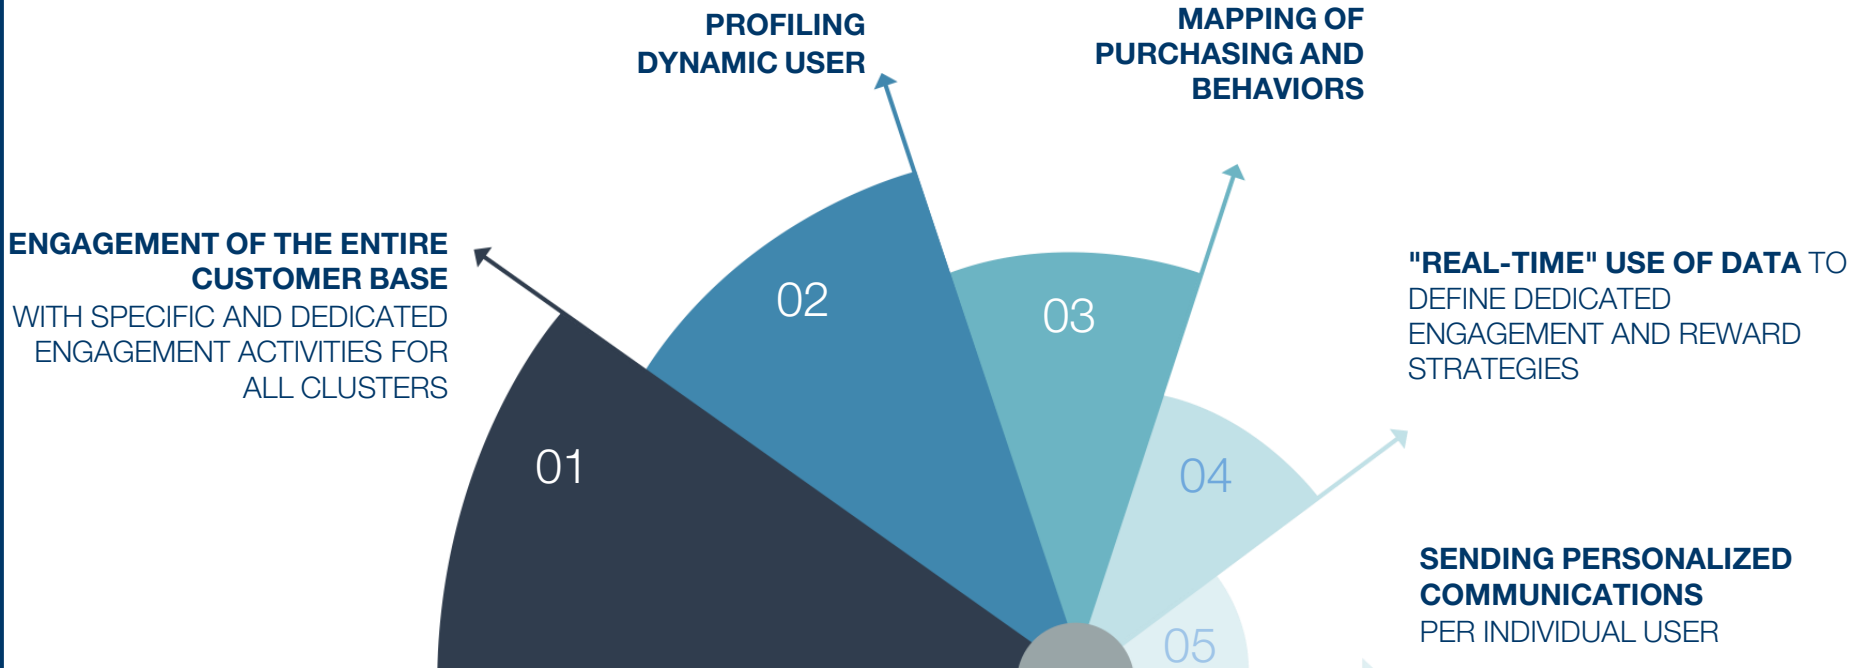 PROFILING
DYNAMIC USER
MAPPING OF
PURCHASING AND
BEHAVIORS
ENGAGEMENT OF THE ENTIRE
CUSTOMER BASE
WITH SPECIFIC AND DEDICATED
ENGAGEMENT ACTIVITIES FOR
ALL CLUSTERS
"REAL-TIME" USE OF DATA TO
DEFINE DEDICATED
ENGAGEMENT AND REWARD
STRATEGIES
02
03
01
04
SENDING PERSONALIZED
COMMUNICATIONS
PER INDIVIDUAL USER
05